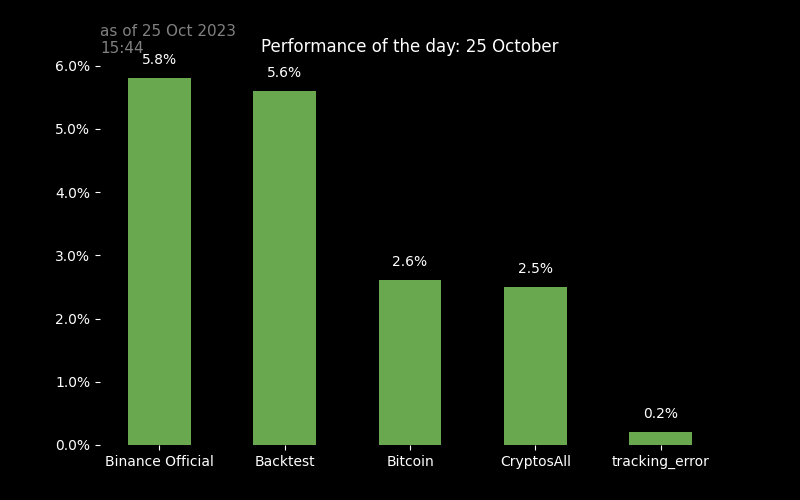 as of 25 Oct 2023
15:44
Performance of the day: 25 October
6.0%
5.0%
4.0%
3.0%
2.0%
1.0%
0.0%
5.8%
5.6%
2.6%
2.5%
0.2%
Binance Official
Backtest
Bitcoin
CryptosAll
tracking_error